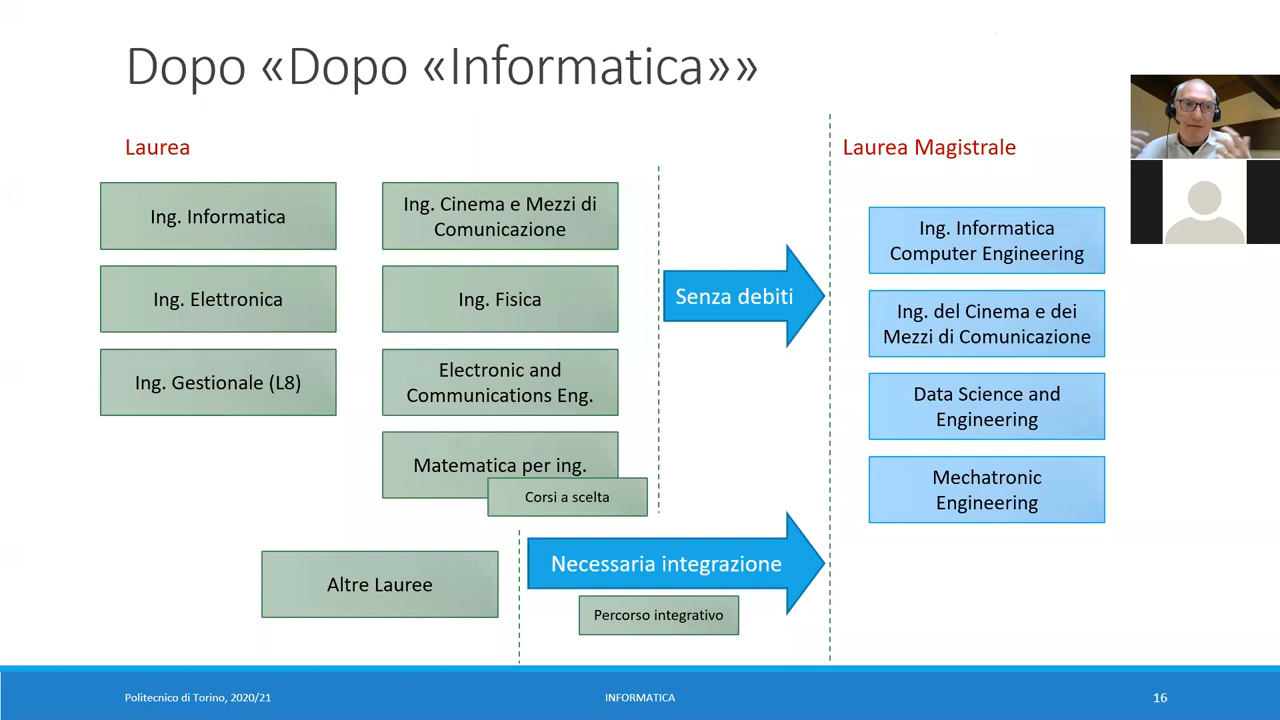 Dopo «Dopo «Informatica»»
Laurea
Ing. Informatica
Ing. Elettronica
Ing. Gestionale (L8)
Ing. Cinema e Mezzi di
Comunicazione
Ing. Fisica
Electronic and
Communications Eng.
Matematica per ing.
Corsi a scelta
Senza debiti
Altre Lauree
Necessaria integrazione
Percorso integrativo
Laurea Magistrale
Ing. Informatica
Computer Engineering
Ing. del Cinema e dei
Mezzi di Comunicazione
Data Science and
Engineering
Mechatronic
Engineering
Politecnico di Torino, 2020/21
INFORMATICA
16